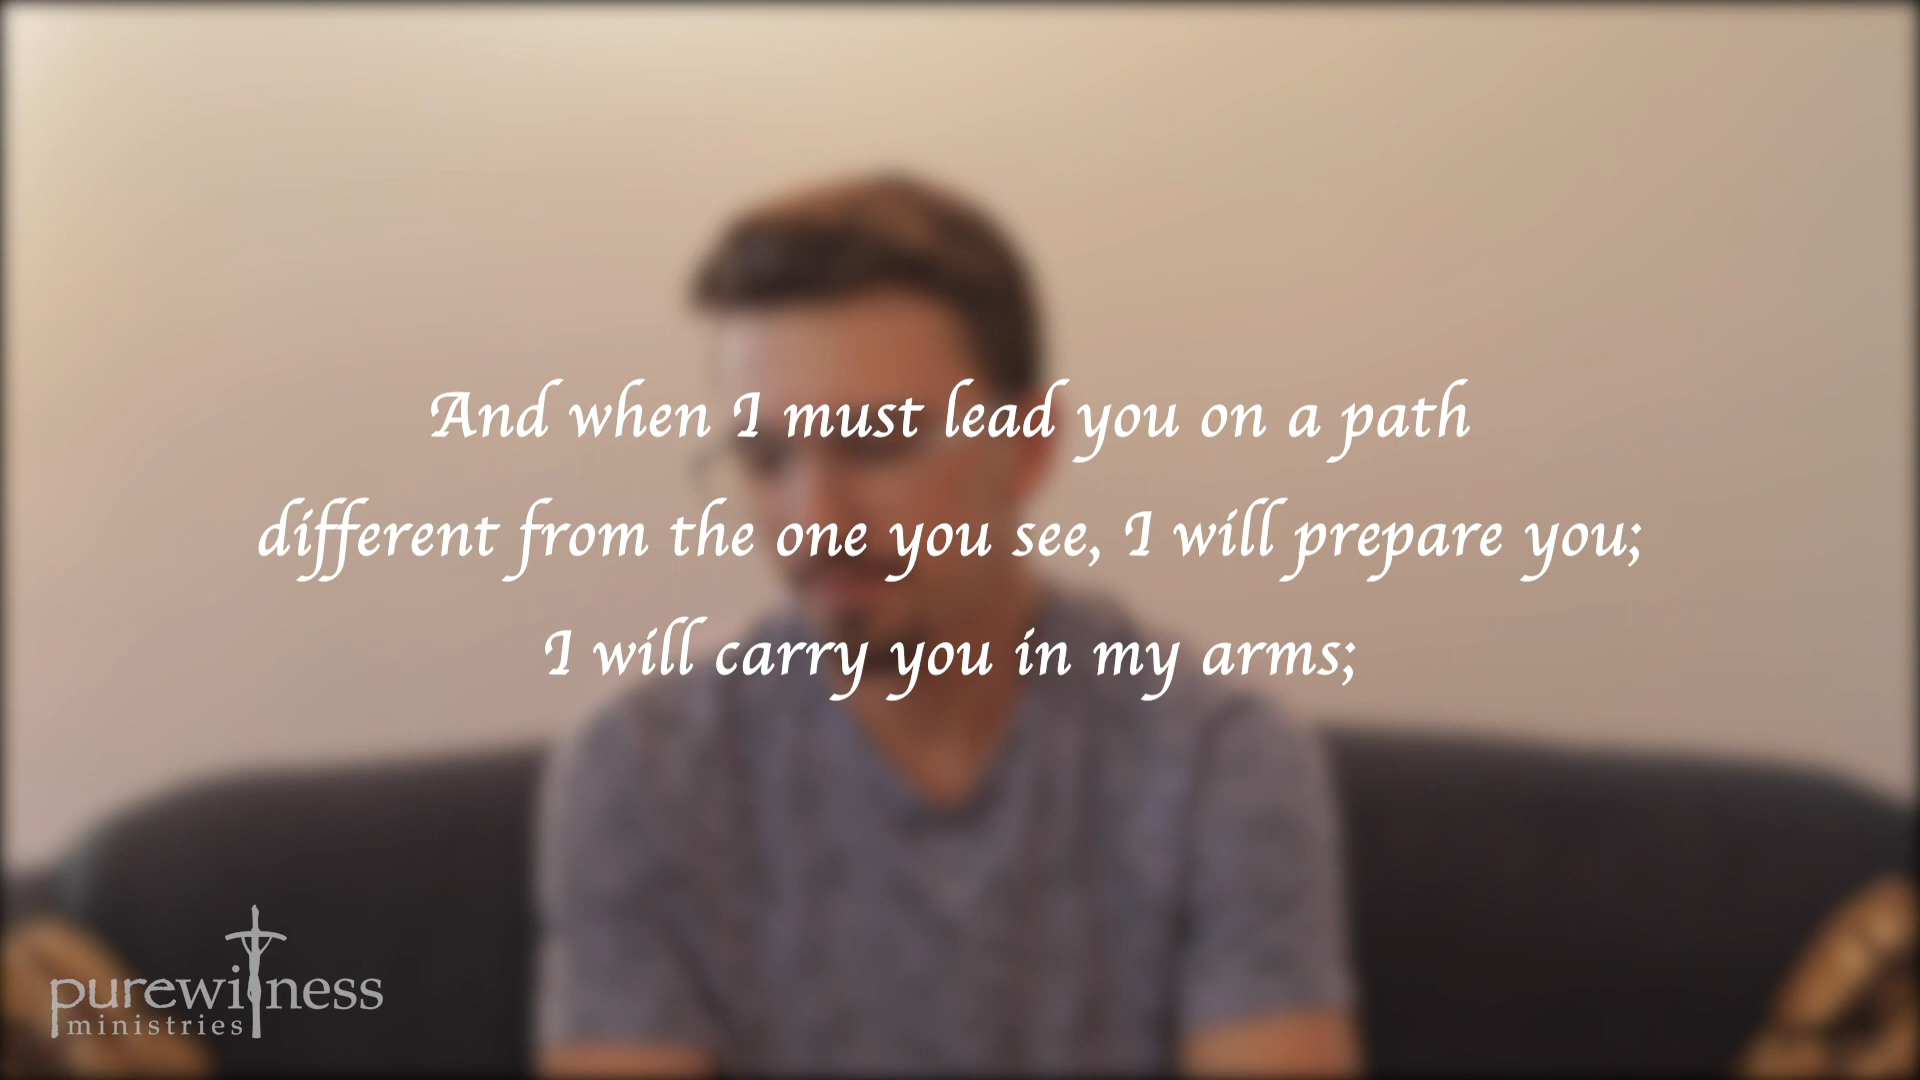 And when I must lead you on a path
different from the one you see, I will prepare you;
I will carry you in my arms;
purewitness
ministries